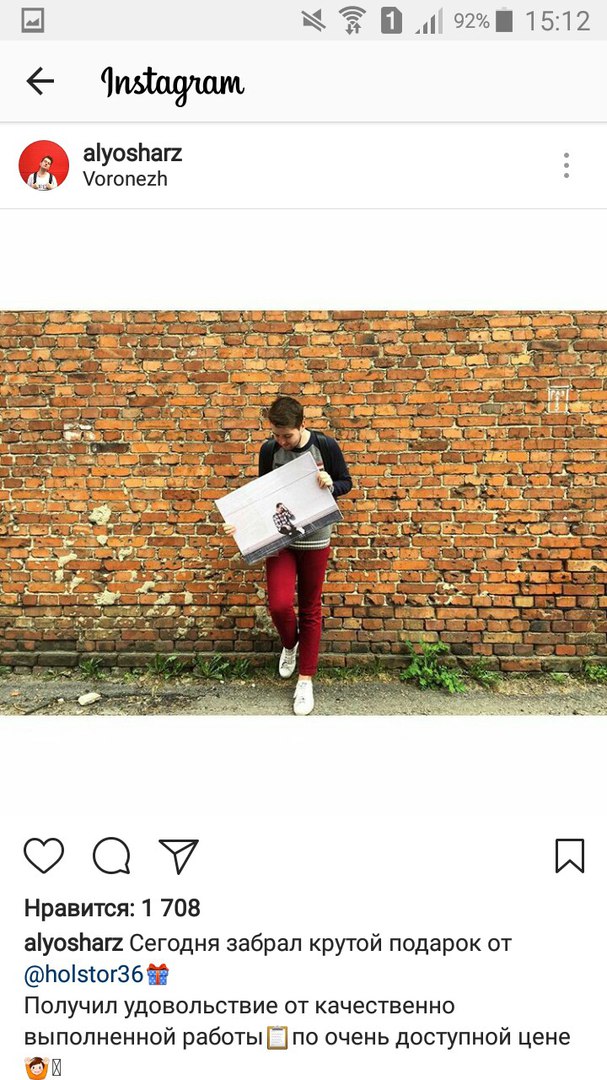 1 92% 15:12
Instagram
alyosharz
Voronezh
Нравится: 1 708
alyosharz Сегодня забрал крутой подарок от
@holstor36🎁
Получил удовольствие от качественно
выполненной работы📋по очень доступной цене
🙆